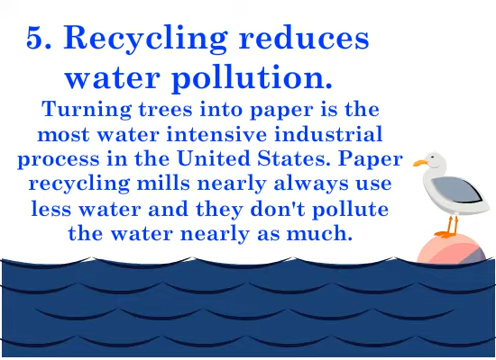 5. Recycling reduces
water pollution.
Turning trees into paper is the
most water intensive industrial
process in the United States. Paper
recycling mills nearly always use
less water and they don't pollute
the water nearly as much.